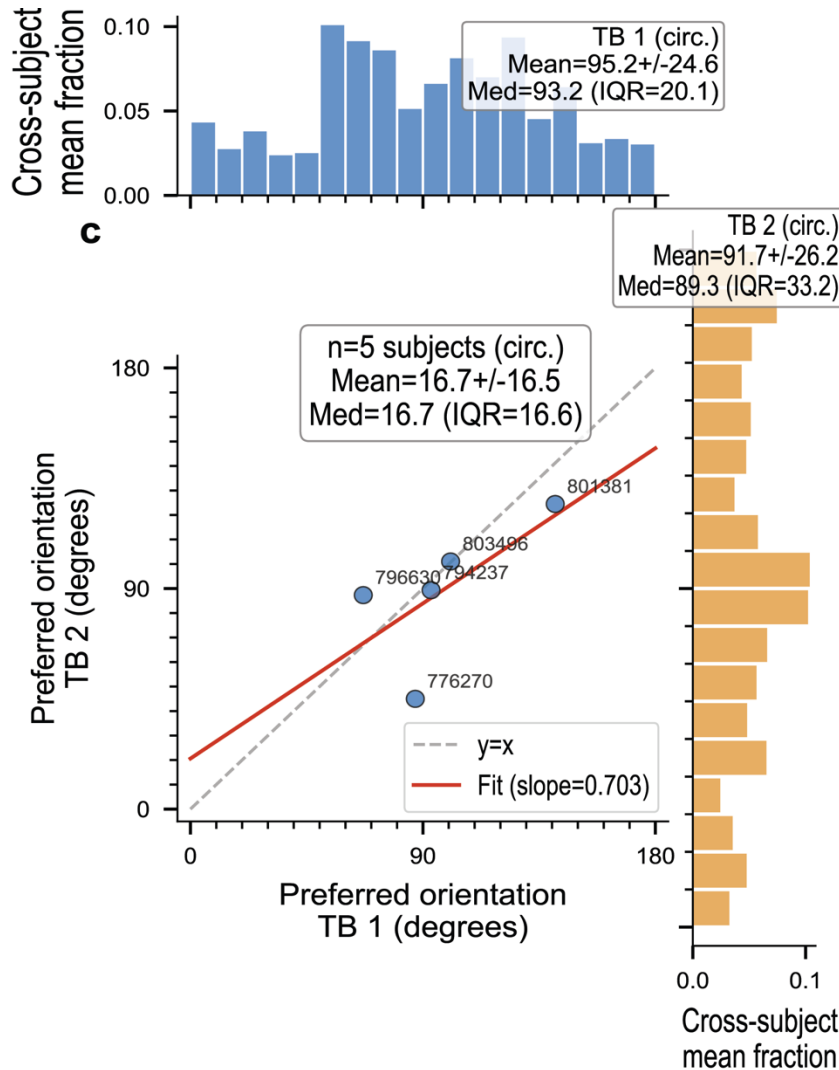 Cross-subject
mean fraction
0.10
0.05
0.00
TB 1 (circ.)
Mean=95.2+/-24.6
Med=93.2 (IQR=20.1)
c
TB 2 (circ.)
Mean=91.7+/-26.2
Med=89.3 (IQR=33.2)
n=5 subjects (circ.)
Mean=16.7+/-16.5
Med=16.7 (IQR=16.6)
Preferred orientation
TB 2 (degrees)
180
90
0
801381
803496
794237
796630
776270
y=x
Fit (slope=0.703)
0
90
180
Preferred orientation
TB 1 (degrees)
0.0
0.1
Cross-subject
mean fraction